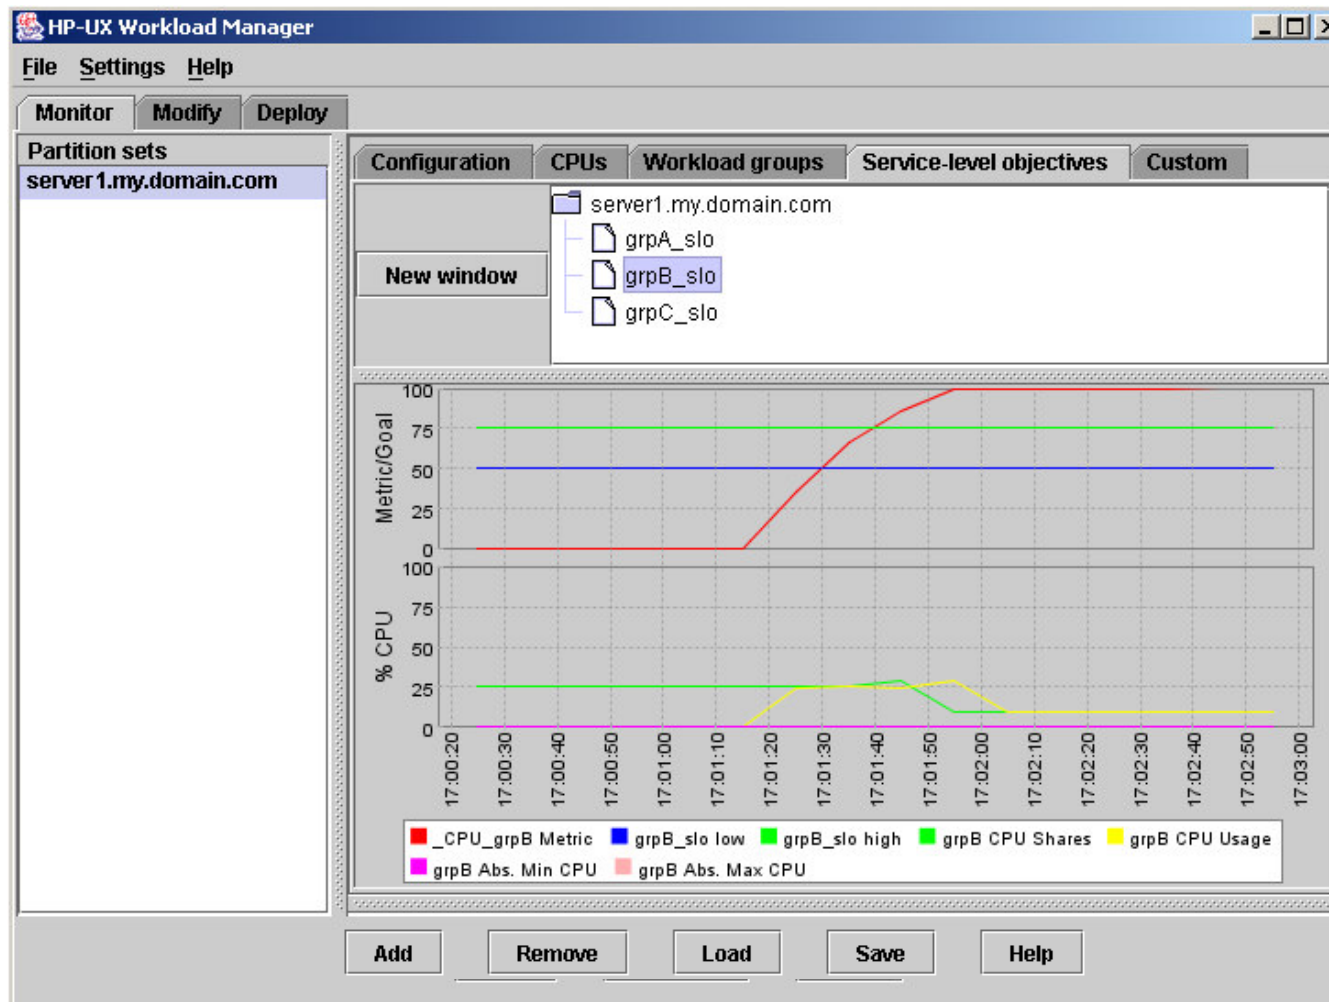 HP-UX Workload Manager
File Settings Help
Monitor Modify Deploy
Partition sets
server1.my.domain.com
Configuration CPUs Workload groups Service-level objectives Custom
New window
server1.my.domain.com
grpA_slo
grpB_slo
grpC_slo
Metric/Goal
100
75
50
25
0
% CPU
100
75
50
25
0
17:00:20
17:00:30
17:00:40
17:00:50
17:01:00
17:01:10
17:01:20
17:01:30
17:01:40
17:01:50
17:02:00
17:02:10
17:02:20
17:02:30
17:02:40
17:02:50
17:03:00
_CPU_grpB Metric grpB_slo low grpB_slo high grpB CPU Shares grpB CPU Usage
grpB Abs. Min CPU grpB Abs. Max CPU
Add Remove Load Save Help